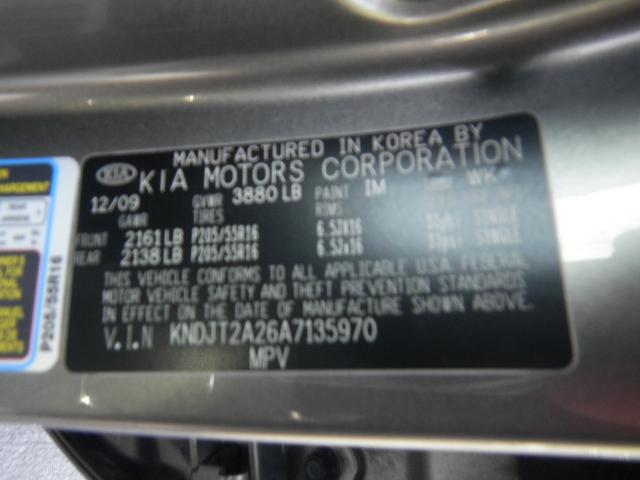 MANUFACTURED IN KOREA BY
KIA KIA MOTORS CORPORATION
12/09 GVWR 3880 LB PAINT 1M WK
GAWR TIRES RIMS
FRONT 2161 LB P205/55R16 6.5Jx16 SINGLE
REAR 2138 LB P205/55R16 6.5Jx16 SINGLE
THIS VEHICLE CONFORMS TO ALL APPLICABLE U.S.A. FEDERAL
MOTOR VEHICLE SAFETY AND THEFT PREVENTION STANDARDS
IN EFFECT ON THE DATE OF MANUFACTURE SHOWN ABOVE.
V.I.N KNDJT2A26A7135970
MPV
P205/55R16